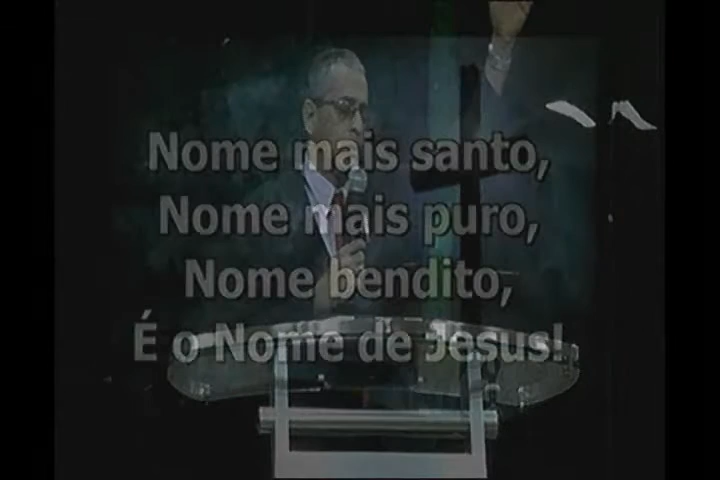 Nome mais santo,
Nome mais puro,
Nome bendito,
É o Nome de Jesus!